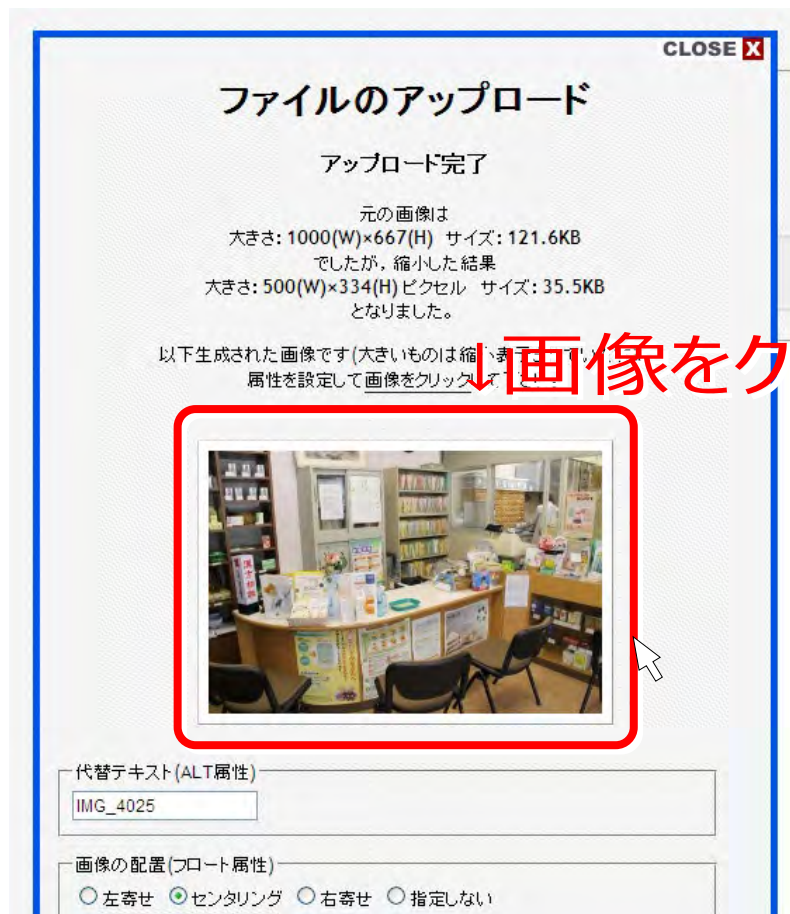 CLOSE X
ファイルのアップロード
アップロード完了
元の画像は
大きさ: 1000(W)×667(H) サイズ: 121.6KB
でしたが，縮小した結果
大きさ: 500(W)×334(H)ピクセル サイズ: 35.5KB
となりました。
以下生成された画像です(大きいものは縮
↓画像をク
属性を設定して画像をクリック
漢方相談
代替テキスト(ALT属性)
IMG_4025
画像の配置(フロート属性)
左寄せ センタリング 右寄せ 指定しない